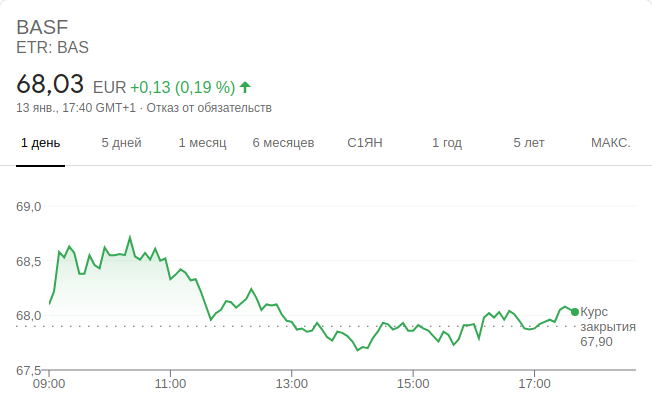 BASF
ETR: BAS
68,03 EUR +0,13 (0,19 %)
13 янв., 17:40 GMT+1 · Отказ от обязательств
1 день 5 дней 1 месяц 6 месяцев С1ЯН 1 год 5 лет МАКС.
69,0
68,5
68,0
67,5
Курс
закрытия
67,90
09:00 11:00 13:00 15:00 17:00